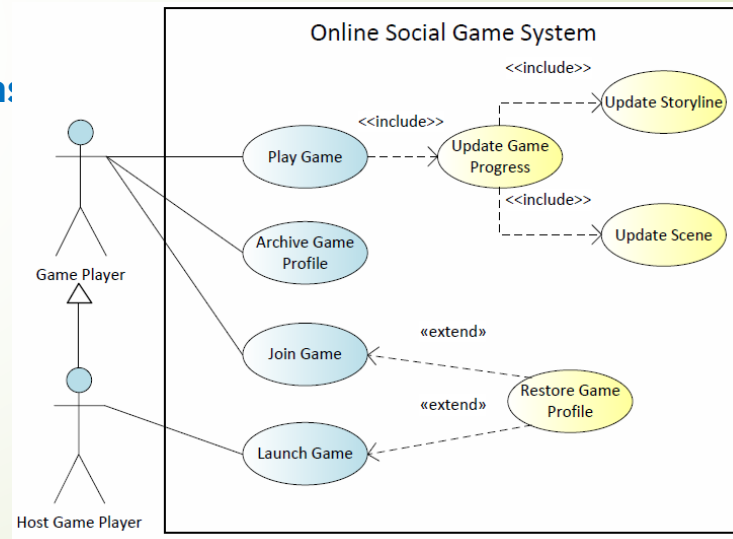 Online Social Game System
<<include>>
Update Storyline
<<include>>
Play Game
Update Game
Progress
<<include>>
Archive Game
Profile
Update Scene
Game Player
«extend»
Join Game
Restore Game
Profile
«extend»
Launch Game
Host Game Player